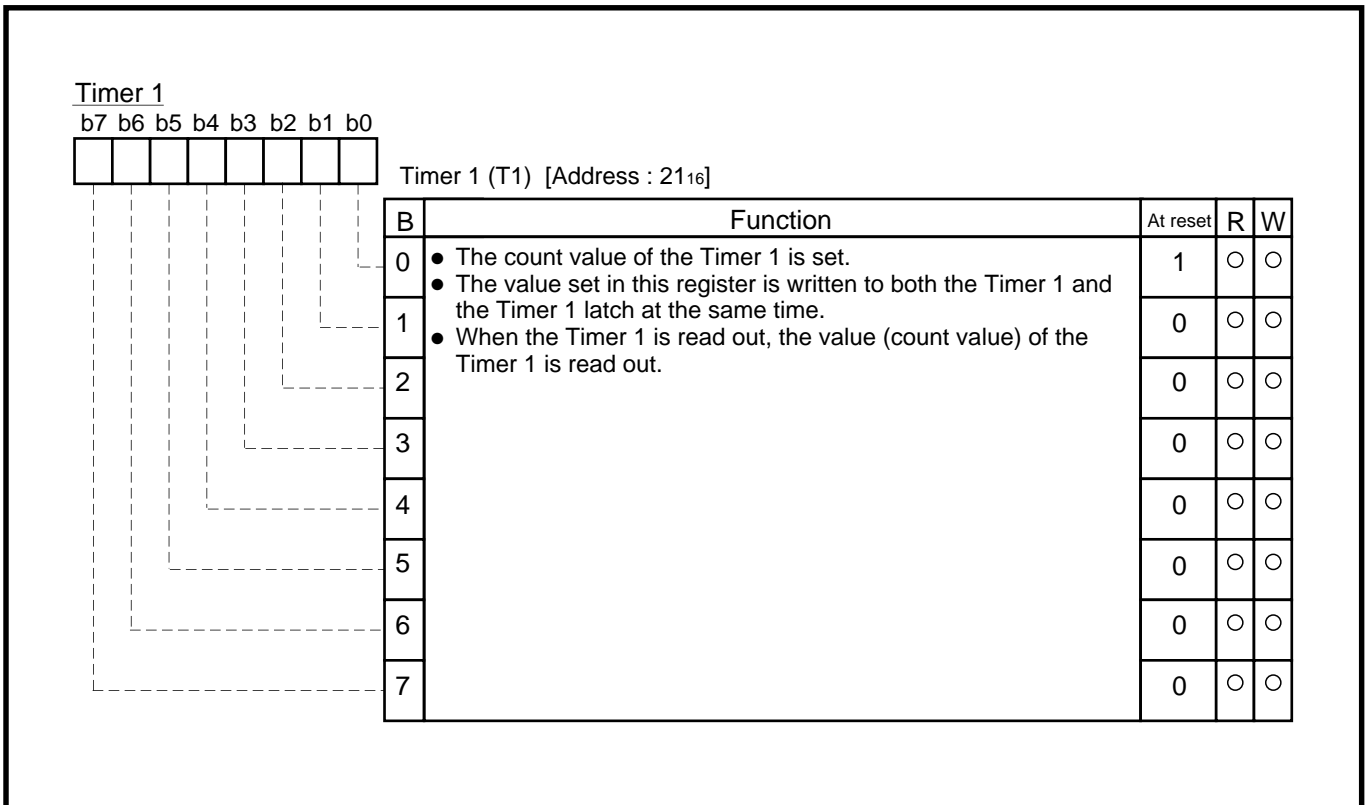 Timer 1
b7 b6 b5 b4 b3 b2 b1 b0
Timer 1 (T1) [Address : 2116]
B Function At reset R W
0 ● The count value of the Timer 1 is set. 1 ○ ○
● The value set in this register is written to both the Timer 1 and
the Timer 1 latch at the same time.
1 0 ○ ○
● When the Timer 1 is read out, the value (count value) of the
Timer 1 is read out.
2 0 ○ ○
3 0 ○ ○
4 0 ○ ○
5 0 ○ ○
6 0 ○ ○
7 0 ○ ○